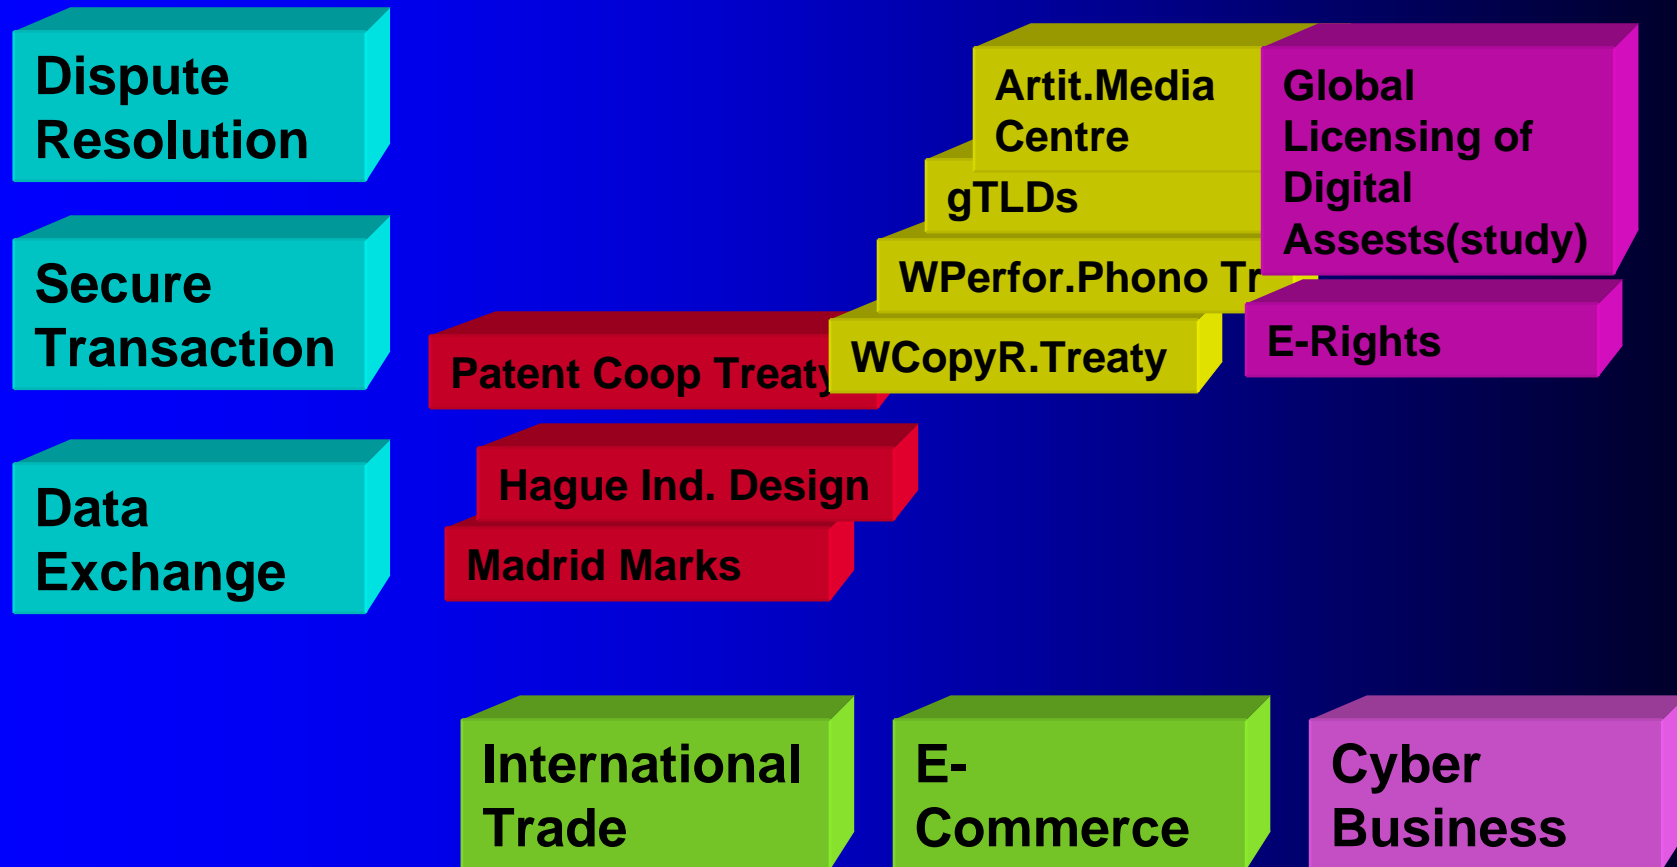 Dispute
Resolution
Secure
Transaction
Data
Exchange
Artit.Media
Centre
gTLDs
WPerfor.Phono Tr
WCopyR.Treaty
Global
Licensing of
Digital
Assests(study)
E-Rights
Patent Coop Treaty
Hague Ind. Design
Madrid Marks
International
Trade
E-
Commerce
Cyber
Business